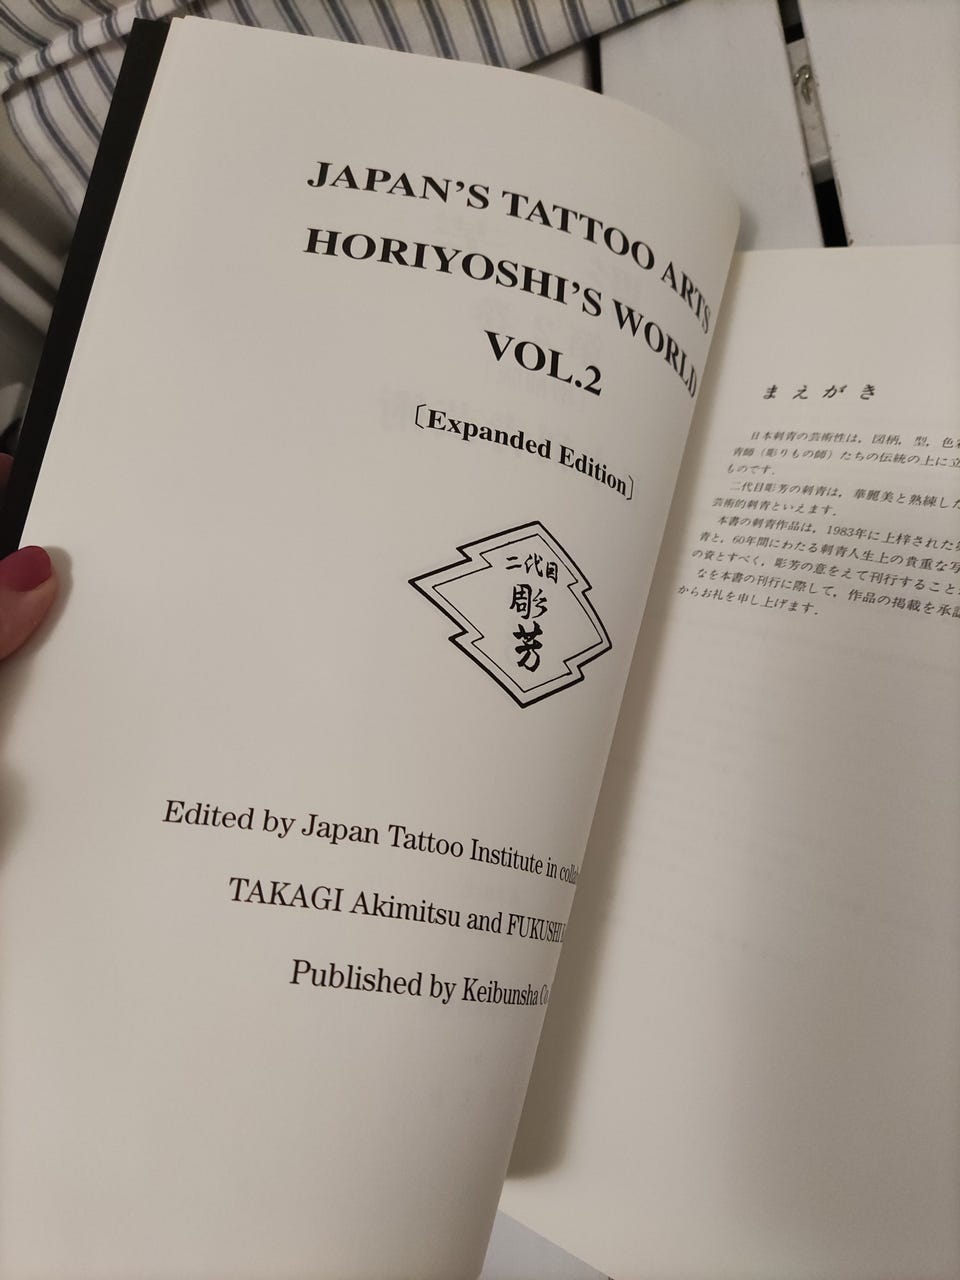 JAPAN'S TATTOO ARTS
HORIYOSHI'S WORLD
VOL.2
〔Expanded Edition〕
二代目
彫
芳
Edited by Japan Tattoo Institute in
TAKAGI Akimitsu and
Published by Keibunsha
まえがき
日本刺青の芸術性は，図柄，型，色
青師（彫りもの師）たちの伝統の上に立
ものです．
二代目彫芳の刺青は，華麗美と熟練した
芸術的刺青といえます．
本書の刺青作品は，1983年に上梓された
青と，60年間にわたる刺青人生上の貴重な写
の資とすべく，彫芳の意をえて刊行すること
なを本書の刊行に際して，作品の掲載を承
からお礼を申し上げます．